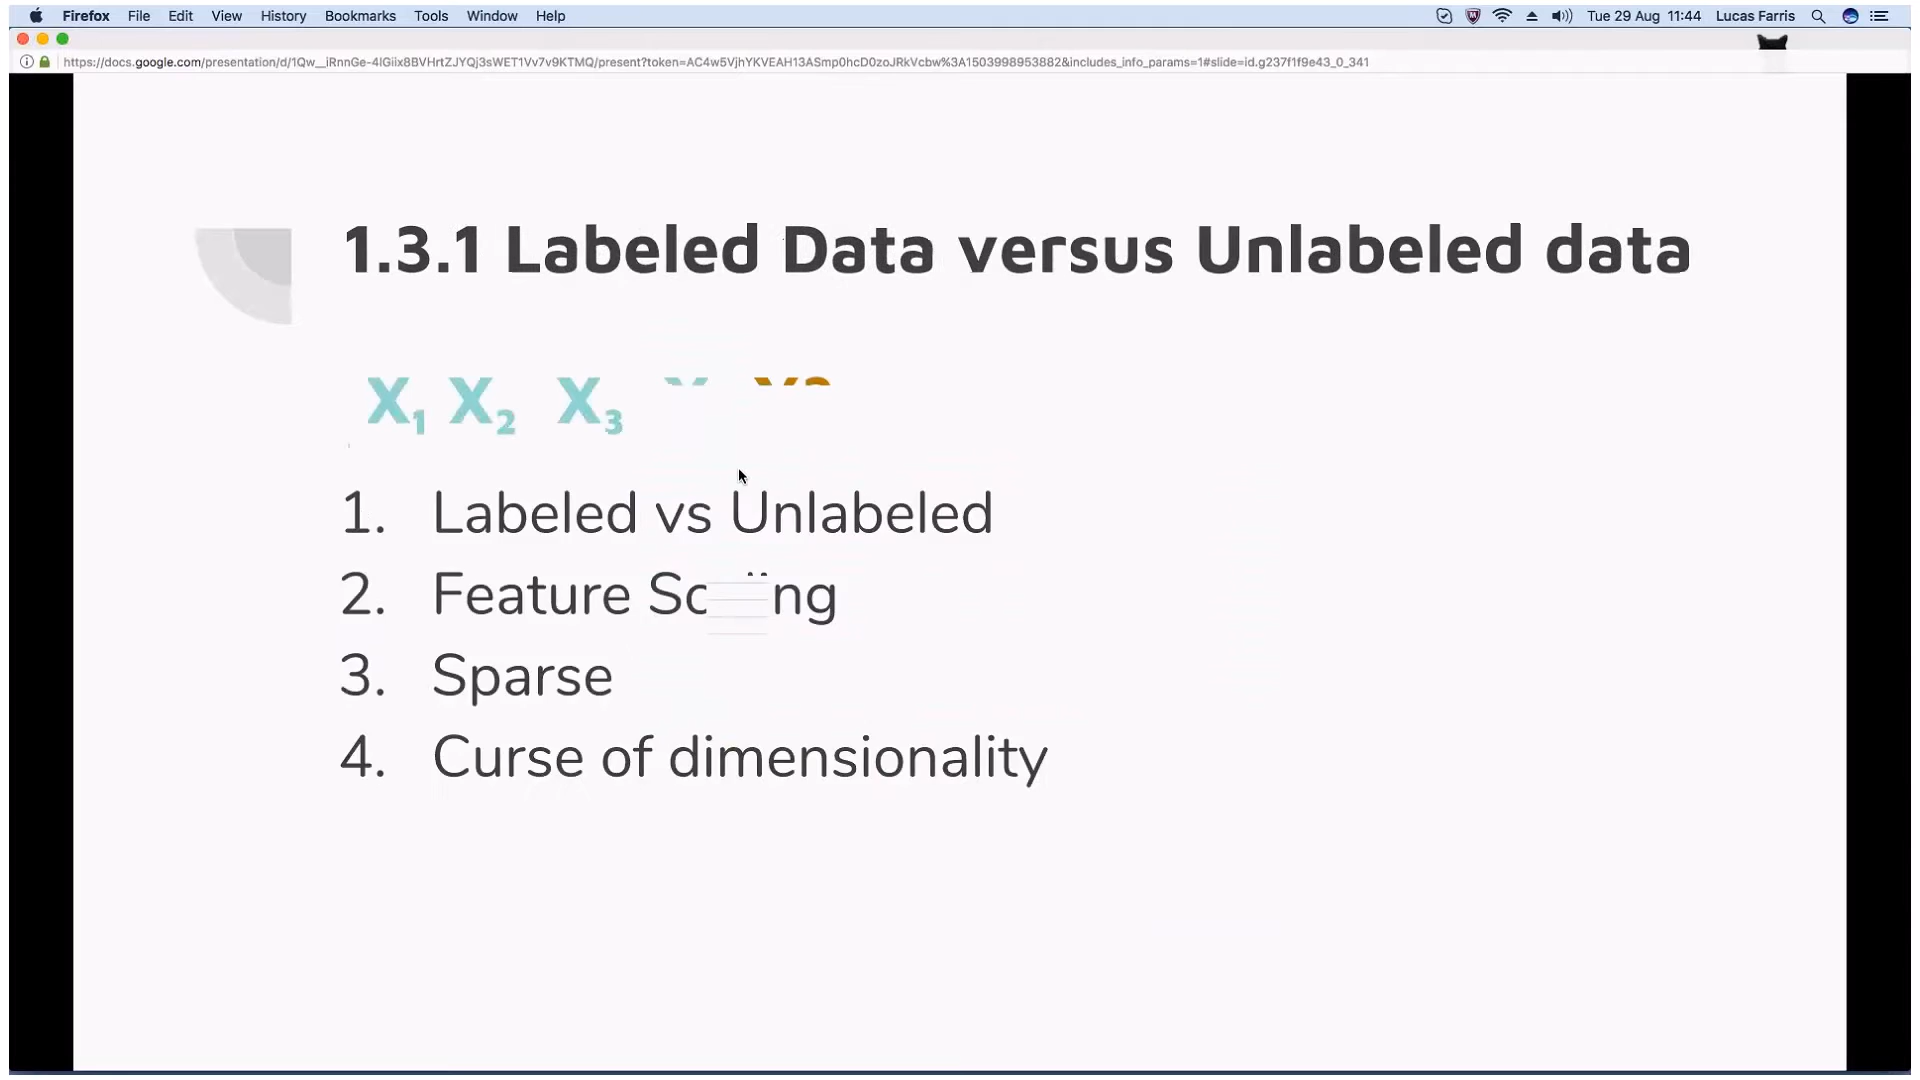 Firefox File Edit View History Bookmarks Tools Window Help Tue 29 Aug 11:44 Lucas Farris
https://docs.google.com/presentation/d/1Qw__iRnnGe-4lGiix8BVHrtZJYQj3sWET1Vv7v9KTMQ/present?token=AC4w5VjhYKVEAH13ASmp0hcD0zoJRkVcbw%3A1503998953882&includes_info_params=1#slide=id.g237f1f9e43_0_341
1.3.1 Labeled Data versus Unlabeled data
X₁ X₂ X₃
1. Labeled vs Unlabeled
2. Feature
3. Sparse
4. Curse of dimensionality